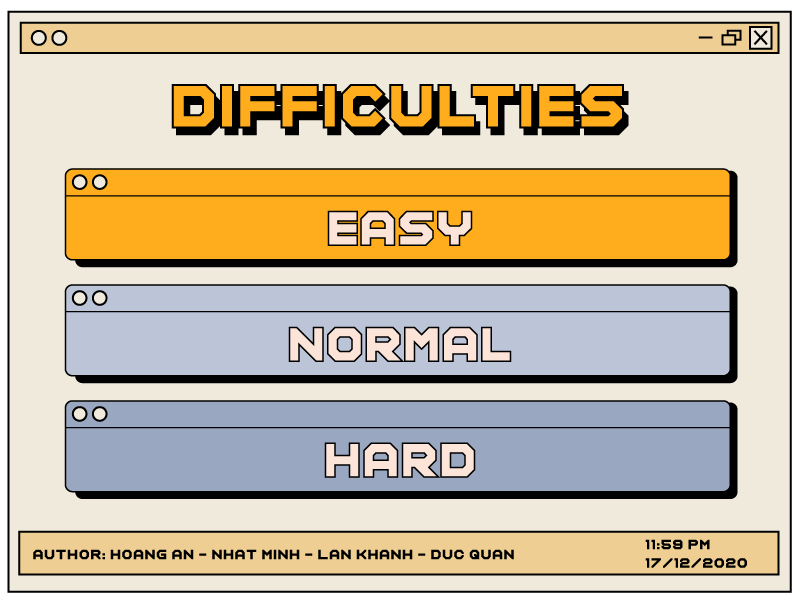 DIFFICULTIES
EASY
NORMAL
HARD
AUTHOR: HOANG AN - NHAT MINH - LAN KHANH - DUC QUAN
11:59 PM
17/12/2020